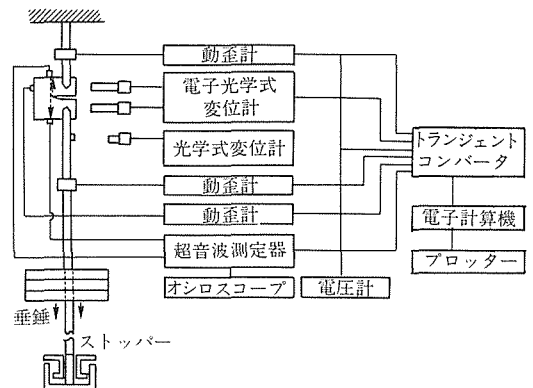 動歪計
電子光学式
変位計
光学式変位計
トランジェント
コンバータ
動歪計
動歪計
電子計算機
超音波測定器
プロッター
オシロスコープ
電圧計
垂錘
ストッパー